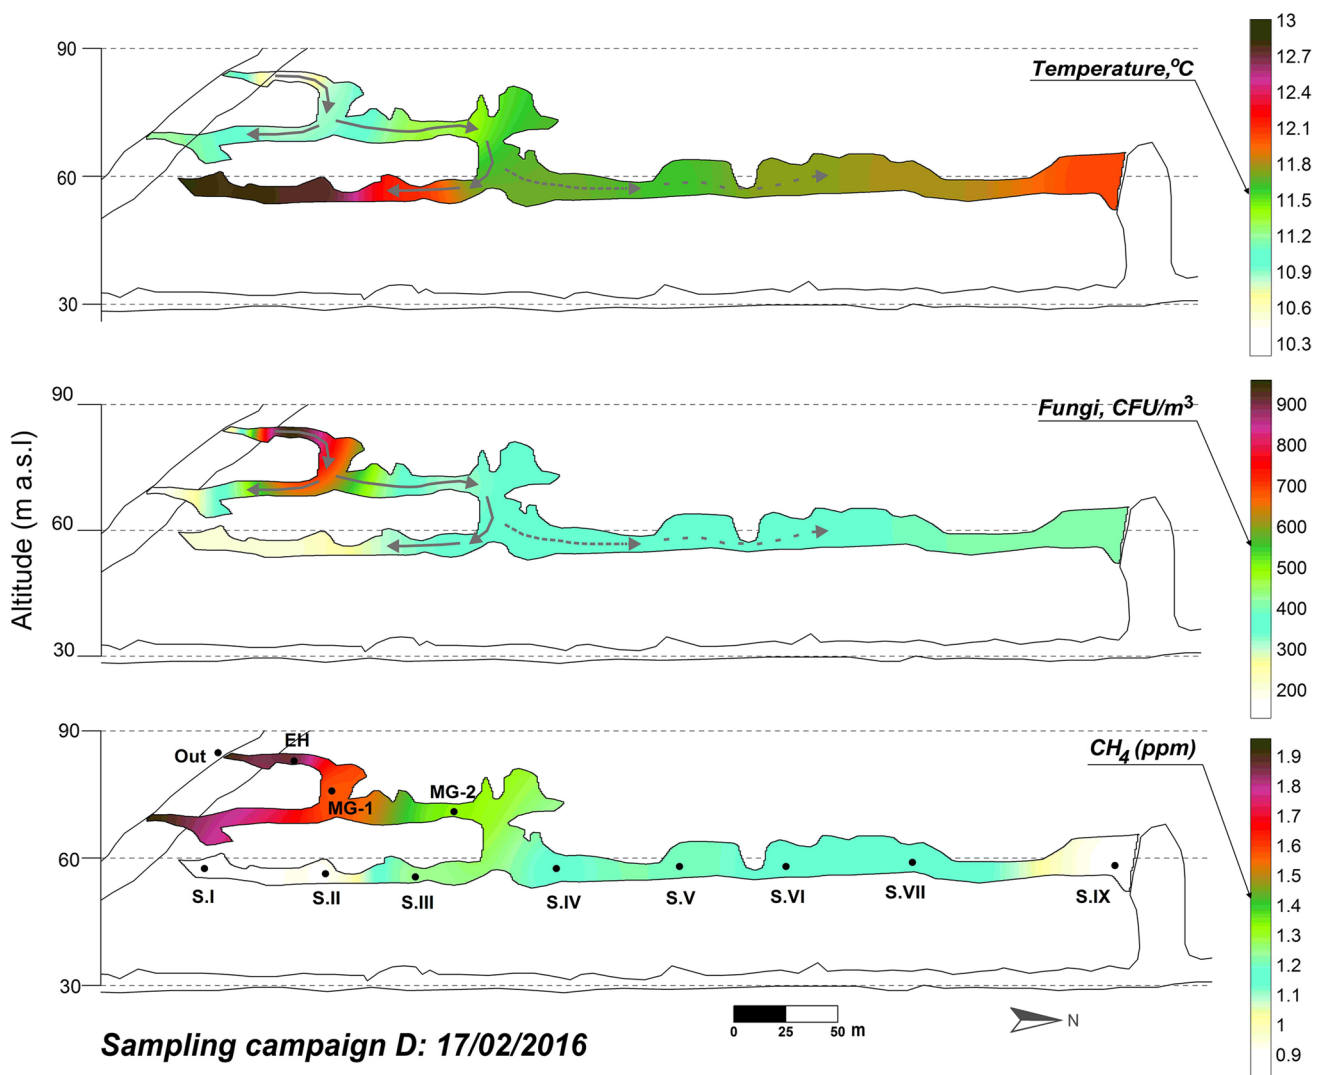 90
60
30
Temperature,°C
13
12.7
12.4
12.1
11.8
11.5
11.2
10.9
10.6
10.3
Altitude (m a.s.l)
90
60
30
Fungi, CFU/m³
900
800
700
600
500
400
300
200
90
60
30
Out
EH
MG-1
MG-2
S.I
S.II
S.III
S.IV
S.V
S.VI
S.VII
S.IX
CH₄ (ppm)
1.9
1.8
1.7
1.6
1.5
1.4
1.3
1.2
1.1
1
0.9
0 25 50 m
N
Sampling campaign D: 17/02/2016